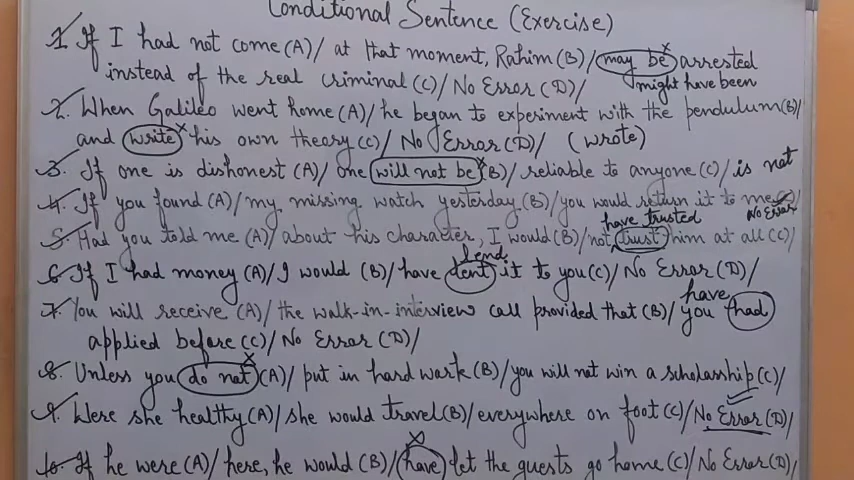 Conditional Sentence (Exercise)
1. If I had not come (A)/ at that moment, Rahim (B)/ may be arrested
instead of the real criminal (C)/ No Error (D)/ might have been
2. When Galileo went home (A)/ he began to experiment with the pendulum (B)/
and write his own theory (C)/ No Error (D)/ (wrote)
3. If one is dishonest (A)/ one will not be (B)/ reliable to anyone (C)/ is not
4. If you found (A)/ my missing watch yesterday (B)/ you would return it to me
have trusted No Error
5. Had you told me (A)/ about his character, I would (B)/ not trust him at all (C)/
lend
6. If I had money (A)/ I would (B)/ have lent it to you (C)/ No Error (D)/
have
7. You will receive (A)/ the walk-in-interview call provided that (B)/ you had
applied before (C)/ No Error (D)/
8. Unless you do not (A)/ put in hard work (B)/ you will not win a scholarship (C)/
9. Were she healthy (A)/ she would travel (B)/ everywhere on foot (C)/ No Error (D)/
10. If he were (A)/ here, he would (B)/ have let the guests go home (C)/ No Error (D)/